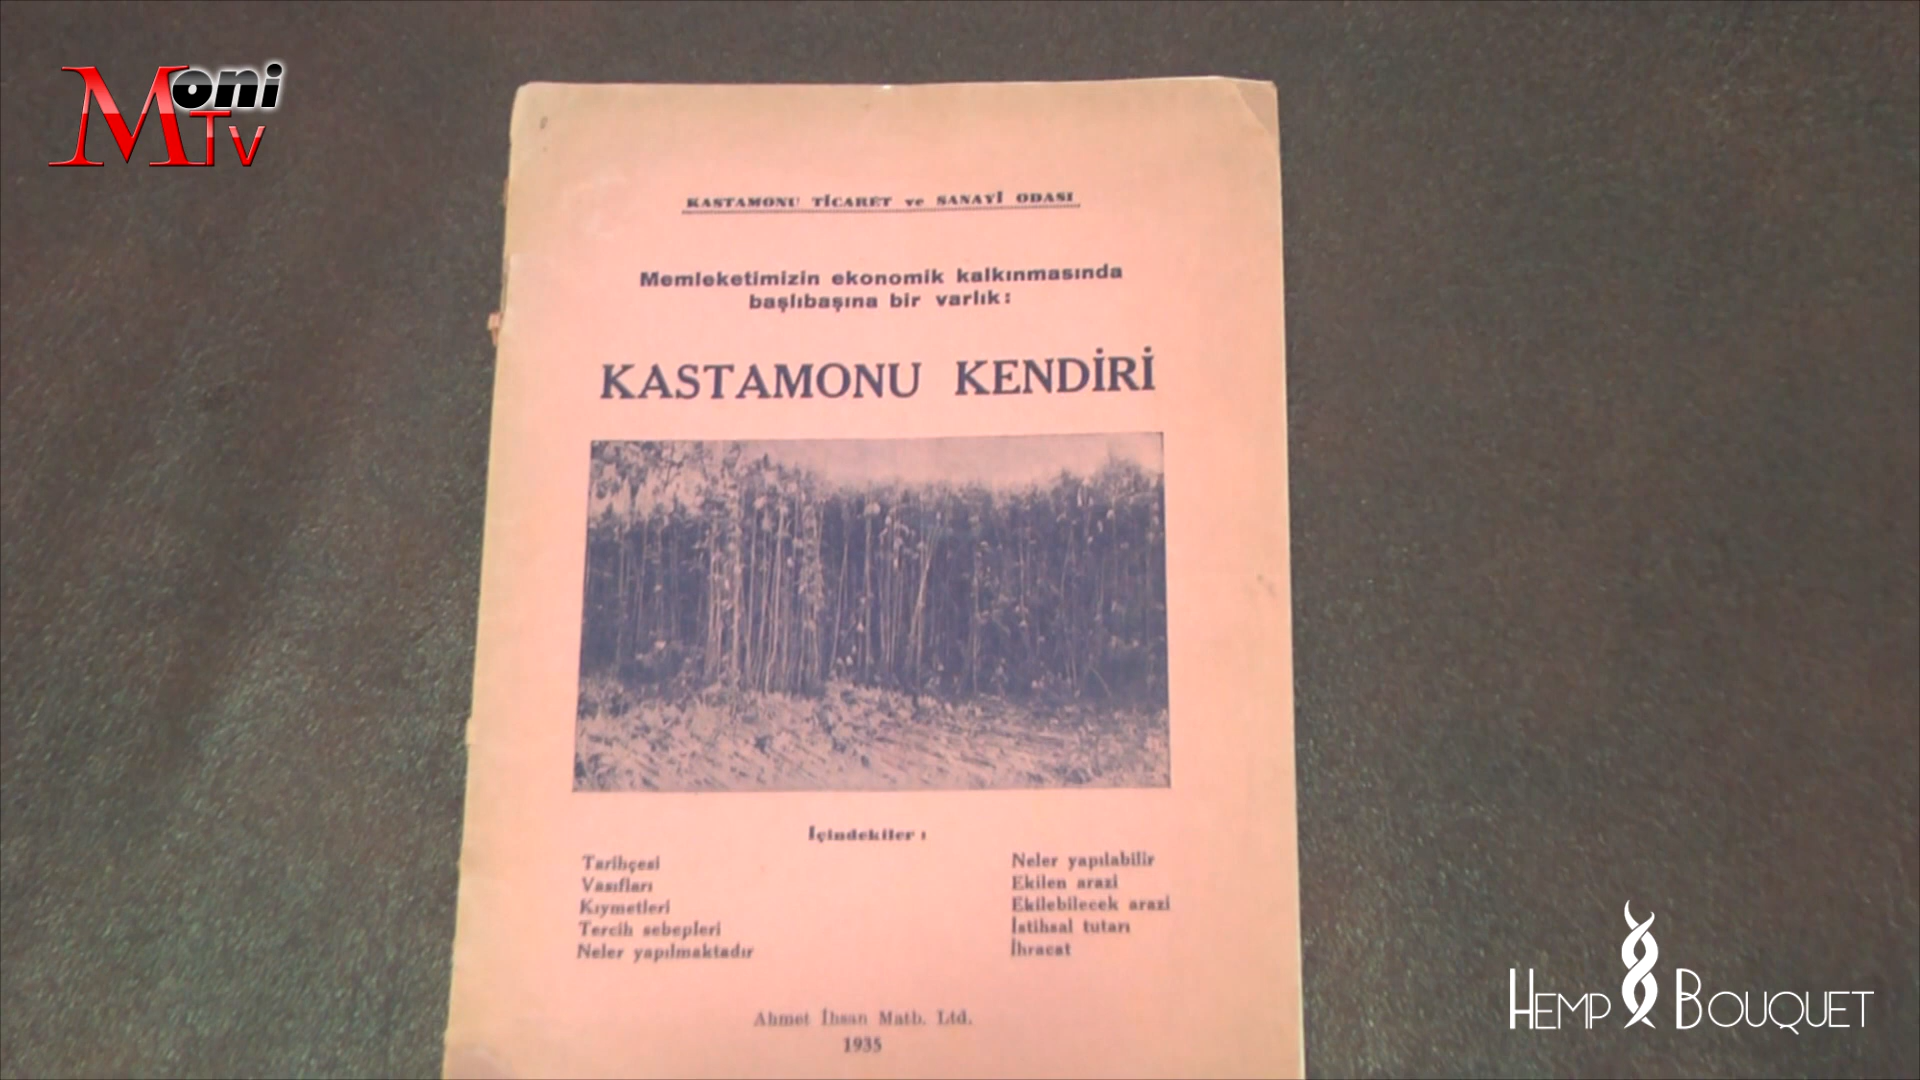 Moni
Tv
KASTAMONU TİCARET ve SANAYİ ODASI
Memleketimizin ekonomik kalkınmasında
başlıbaşına bir varlık:
KASTAMONU KENDİRİ
İçindekiler :
Tarihçesi
Vasıfları
Kıymetleri
Tercih sebepleri
Neler yapılmaktadır
Neler yapılabilir
Ekilen arazi
Ekilebilecek arazi
İstihsal tutarı
İhracat
Ahmet İhsan Matb. Ltd.
1935
HEMP BOUQUET